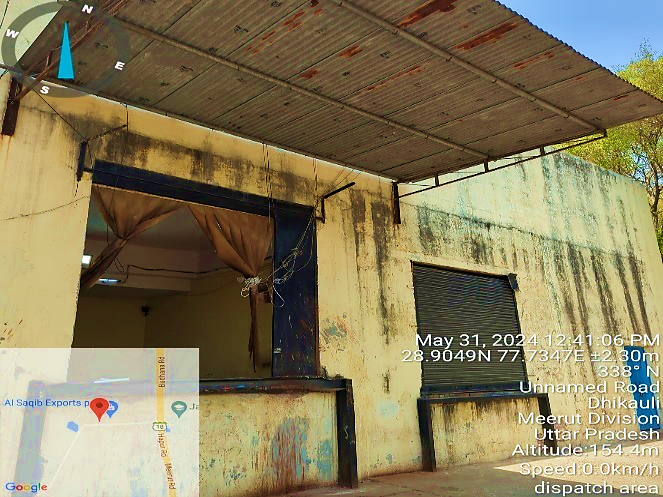 N
W
E
S
May 31, 2024 12:41:06 PM
28.9049N 77.7347E ±2.30m
338° N
Unnamed Road
Dhikauli
Meerut Division
Uttar Pradesh
Altitude:154.4m
Speed:0.0km/h
dispatch area
Al Saqib Exports p
Ja
Google